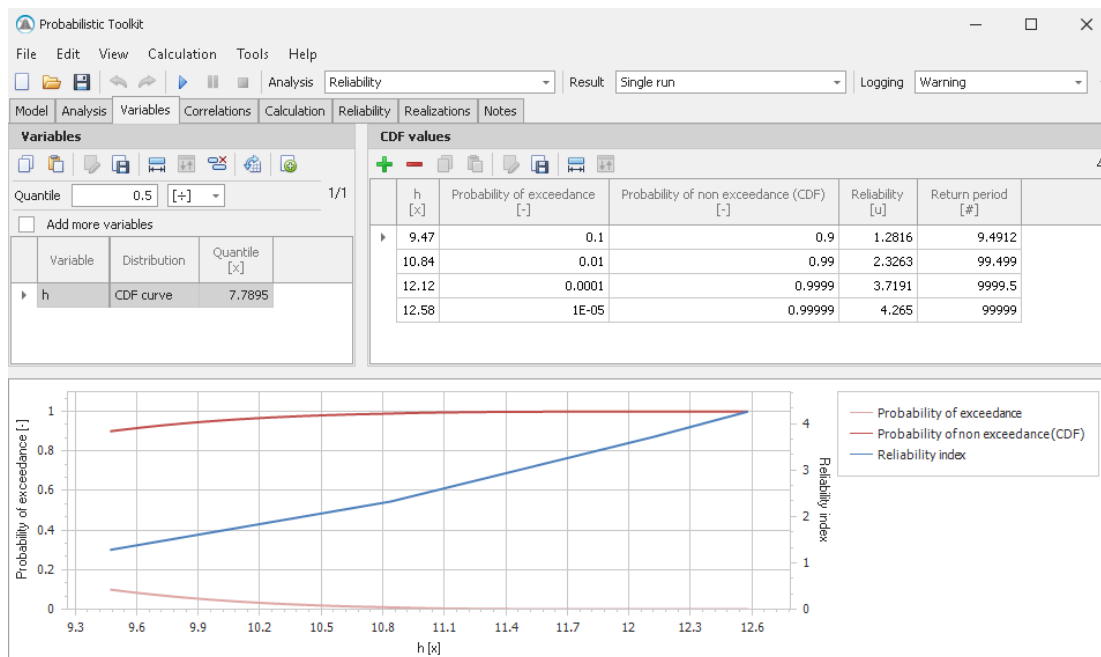 Probabilistic Toolkit
File Edit View Calculation Tools Help
Analysis Reliability Result Single run Logging Warning
Model Analysis Variables Correlations Calculation Reliability Realizations Notes
Variables
Quantile 0.5 [÷] 1/1
Add more variables
Variable Distribution Quantile [x]
h CDF curve 7.7895
CDF values
h [x] Probability of exceedance [-] Probability of non exceedance (CDF) [-] Reliability [u] Return period [#]
9.47 0.1 0.9 1.2816 9.4912
10.84 0.01 0.99 2.3263 99.499
12.12 0.0001 0.9999 3.7191 9999.5
12.58 1E-05 0.99999 4.265 99999
Probability of exceedance [-]
1
0.8
0.6
0.4
0.2
0
9.3 9.6 9.9 10.2 10.5 10.8 11.1 11.4 11.7 12 12.3 12.6
h [x]
4
3
2
1
0
Reliability index
Probability of exceedance
Probability of non exceedance (CDF)
Reliability index